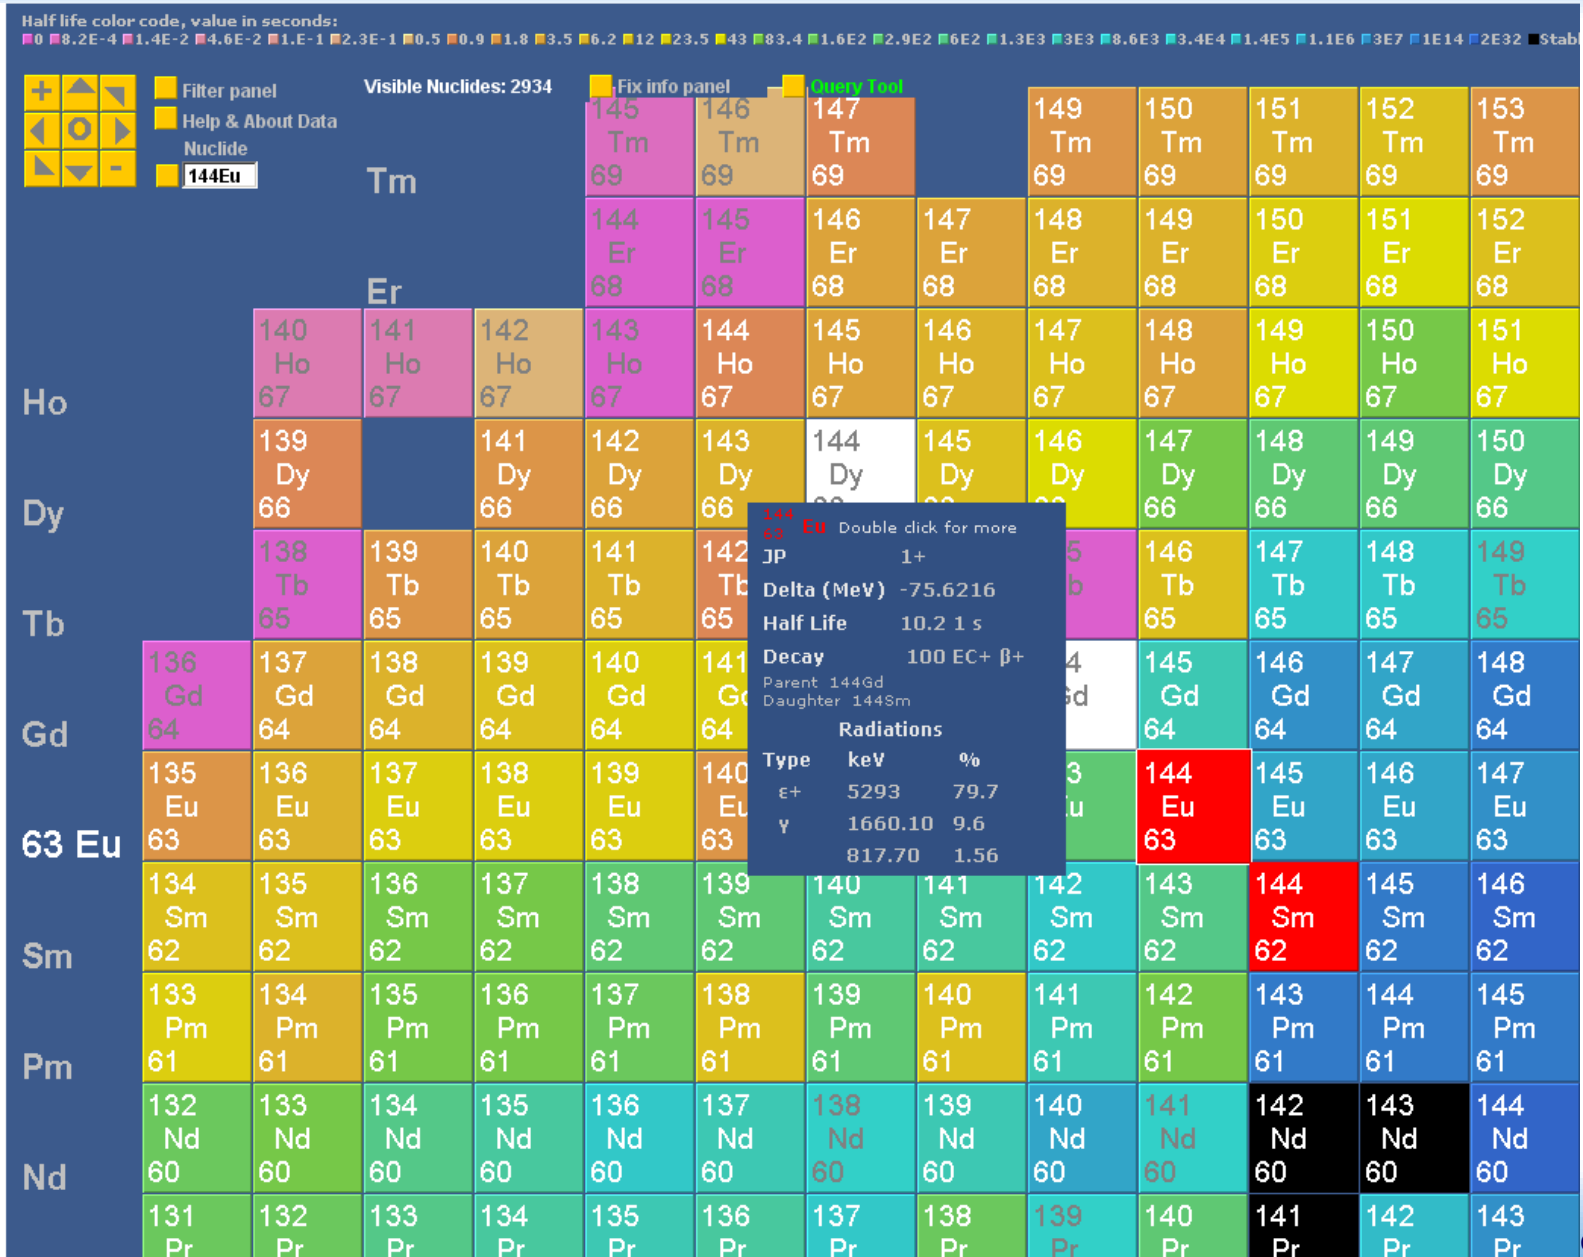 Half life color code, value in seconds:
0 8.2E-4 1.4E-2 4.6E-2 1.E-1 2.3E-1 0.5 0.9 1.8 3.5 6.2 12 23.5 43 83.4 1.6E2 2.9E2 6E2 1.3E3 3E3 8.6E3 3.4E4 1.4E5 1.1E6 3E7 1E14 2E32 Stabl
+ O -
Filter panel
Help & About Data
Nuclide
144Eu
Visible Nuclides: 2934
Fix info panel
Query Tool
Tm
145 146 147 149 150 151 152 153
Tm Tm Tm Tm Tm Tm Tm Tm
69 69 69 69 69 69 69 69
Er
144 145 146 147 148 149 150 151 152
Er Er Er Er Er Er Er Er Er
68 68 68 68 68 68 68 68 68
Ho
140 141 142 143 144 145 146 147 148 149 150 151
Ho Ho Ho Ho Ho Ho Ho Ho Ho Ho Ho Ho
67 67 67 67 67 67 67 67 67 67 67 67
Dy
139 141 142 143 144 145 146 147 148 149 150
Dy Dy Dy Dy Dy Dy Dy Dy Dy Dy Dy
66 66 66 66 66 66 66 66
Tb
138 139 140 141 142 146 147 148 149
Tb Tb Tb Tb Tb Tb Tb Tb Tb
65 65 65 65 65 65 65 65 65
Gd
136 137 138 139 140 141 145 146 147 148
Gd Gd Gd Gd Gd Gd Gd Gd Gd
64 64 64 64 64 64 64 64 64 64
63 Eu
135 136 137 138 139 140 144 145 146 147
Eu Eu Eu Eu Eu Eu Eu Eu Eu
63 63 63 63 63 63 63 63 63 63
144
63 Eu Double click for more
JP 1+
Delta (MeV) -75.6216
Half Life 10.2 1 s
Decay 100 EC+ β+
Parent 144Gd
Daughter 144Sm
Radiations
Type keV %
ε+ 5293 79.7
γ 1660.10 9.6
817.70 1.56
Sm
134 135 136 137 138 139 140 141 142 143 144 145 146
Sm Sm Sm Sm Sm Sm Sm Sm Sm Sm Sm Sm Sm
62 62 62 62 62 62 62 62 62 62 62 62 62
Pm
133 134 135 136 137 138 139 140 141 142 143 144 145
Pm Pm Pm Pm Pm Pm Pm Pm Pm Pm Pm Pm Pm
61 61 61 61 61 61 61 61 61 61 61 61 61
Nd
132 133 134 135 136 137 138 139 140 141 142 143 144
Nd Nd Nd Nd Nd Nd Nd Nd Nd Nd Nd Nd Nd
60 60 60 60 60 60 60 60 60 60 60 60 60
131 132 133 134 135 136 137 138 139 140 141 142 143
Pr Pr Pr Pr Pr Pr Pr Pr Pr Pr Pr Pr Pr